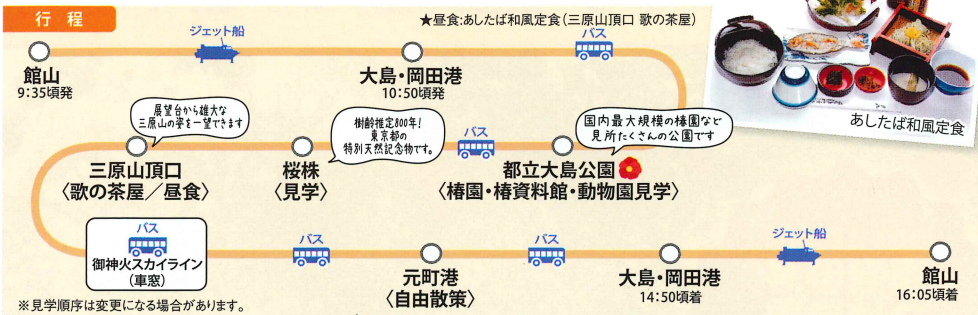 行 程
★昼食:あしたば和風定食(三原山頂口 歌の茶屋)
ジェット船
バス
館山
9:35頃発
大島・岡田港
10:50頃発
あしたば和風定食
展望台から雄大な
三原山の姿を一望できます
樹齢推定800年!
東京都の
特別天然記念物です。
バス
国内最大規模の椿園など
見所たくさんの公園です
三原山頂口
〈歌の茶屋/昼食〉
桜株
〈見学〉
都立大島公園
〈椿園・椿資料館・動物園見学〉
バス
御神火スカイライン
(車窓)
バス
元町港
〈自由散策〉
バス
大島・岡田港
14:50頃着
ジェット船
館山
16:05頃着
※見学順序は変更になる場合があります。